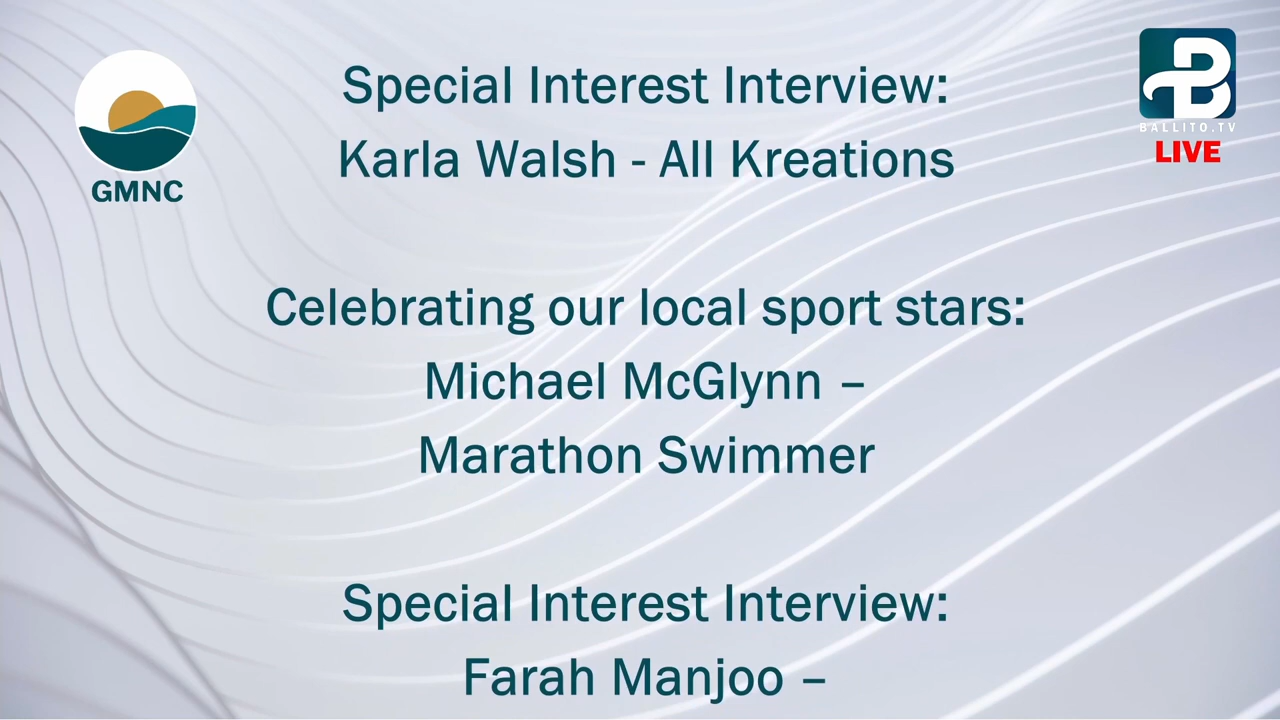 Special Interest Interview:
Karla Walsh - All Kreations
GMNC
BALLITO.TV
LIVE
Celebrating our local sport stars:
Michael McGlynn –
Marathon Swimmer
Special Interest Interview:
Farah Manjoo –